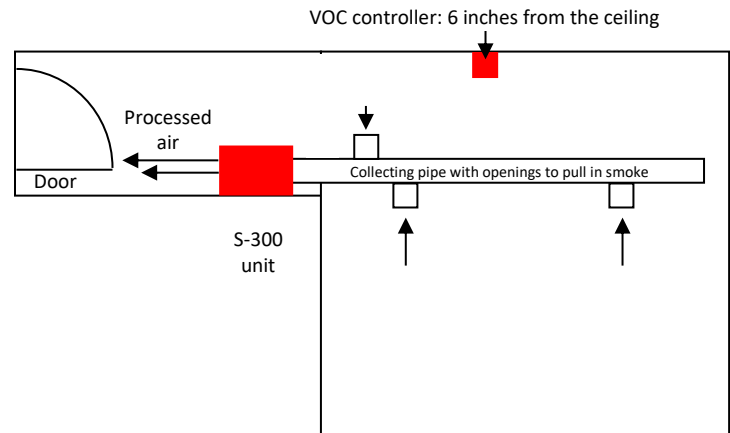 VOC controller: 6 inches from the ceiling
Processed
air
Collecting pipe with openings to pull in smoke
Door
S-300
unit